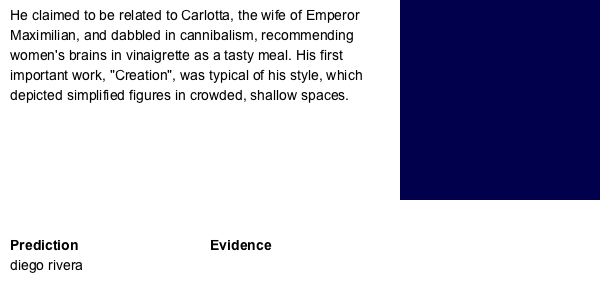 He claimed to be related to Carlotta, the wife of Emperor
Maximilian, and dabbled in cannibalism, recommending
women's brains in vinaigrette as a tasty meal. His first
important work, "Creation", was typical of his style, which
depicted simplified figures in crowded, shallow spaces.
Prediction Evidence
diego rivera